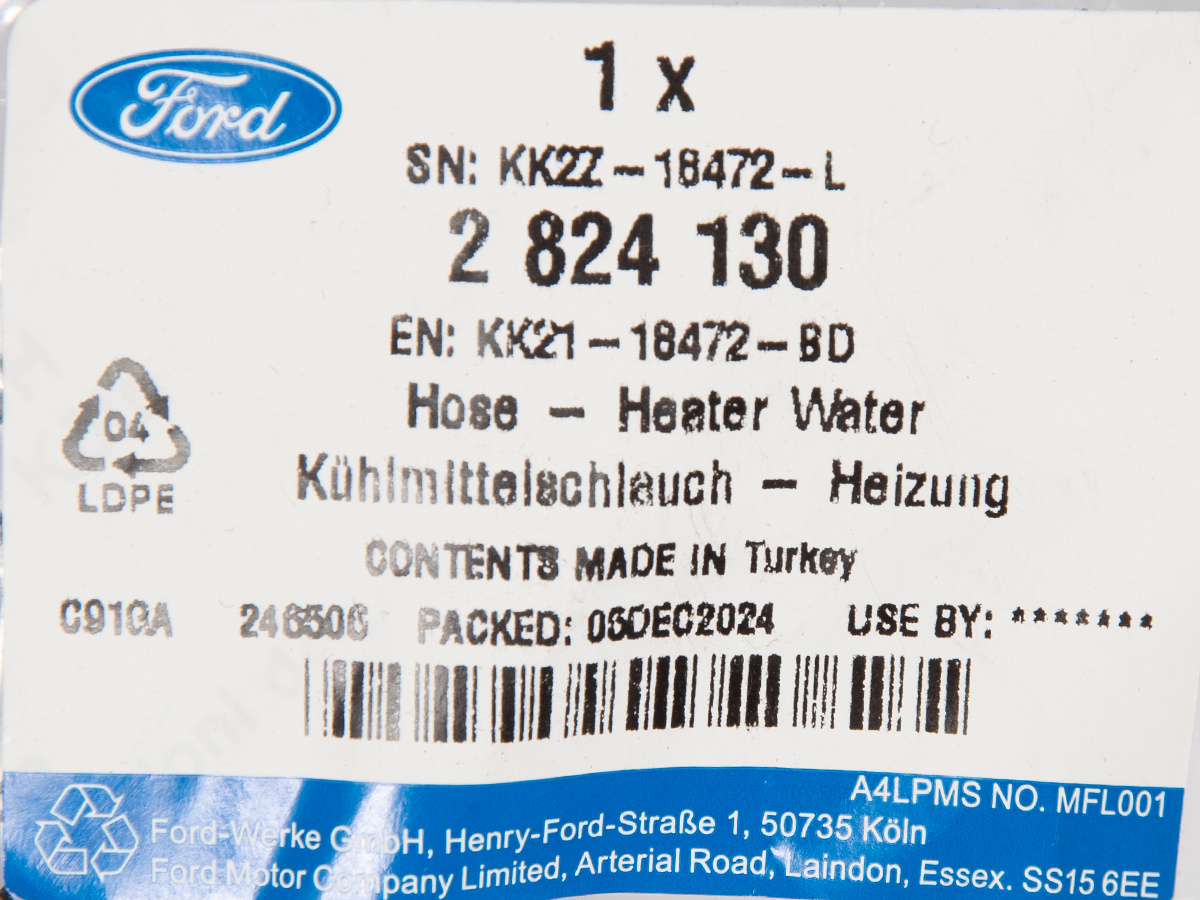 Ford
1 x
SN: KK2Z-18472-L
2 824 130
EN: KK21-18472-BD
Hose - Heater Water
Kühlmittelschlauch - Heizung
04
LDPE
CONTENTS MADE IN Turkey
PACKED: 06DEC2024 USE BY: *******
A4LPMS NO. MFL001
Ford-Werke GmbH, Henry-Ford-Straße 1, 50735 Köln
Ford Motor Company Limited, Arterial Road, Laindon, Essex. SS15 6EE